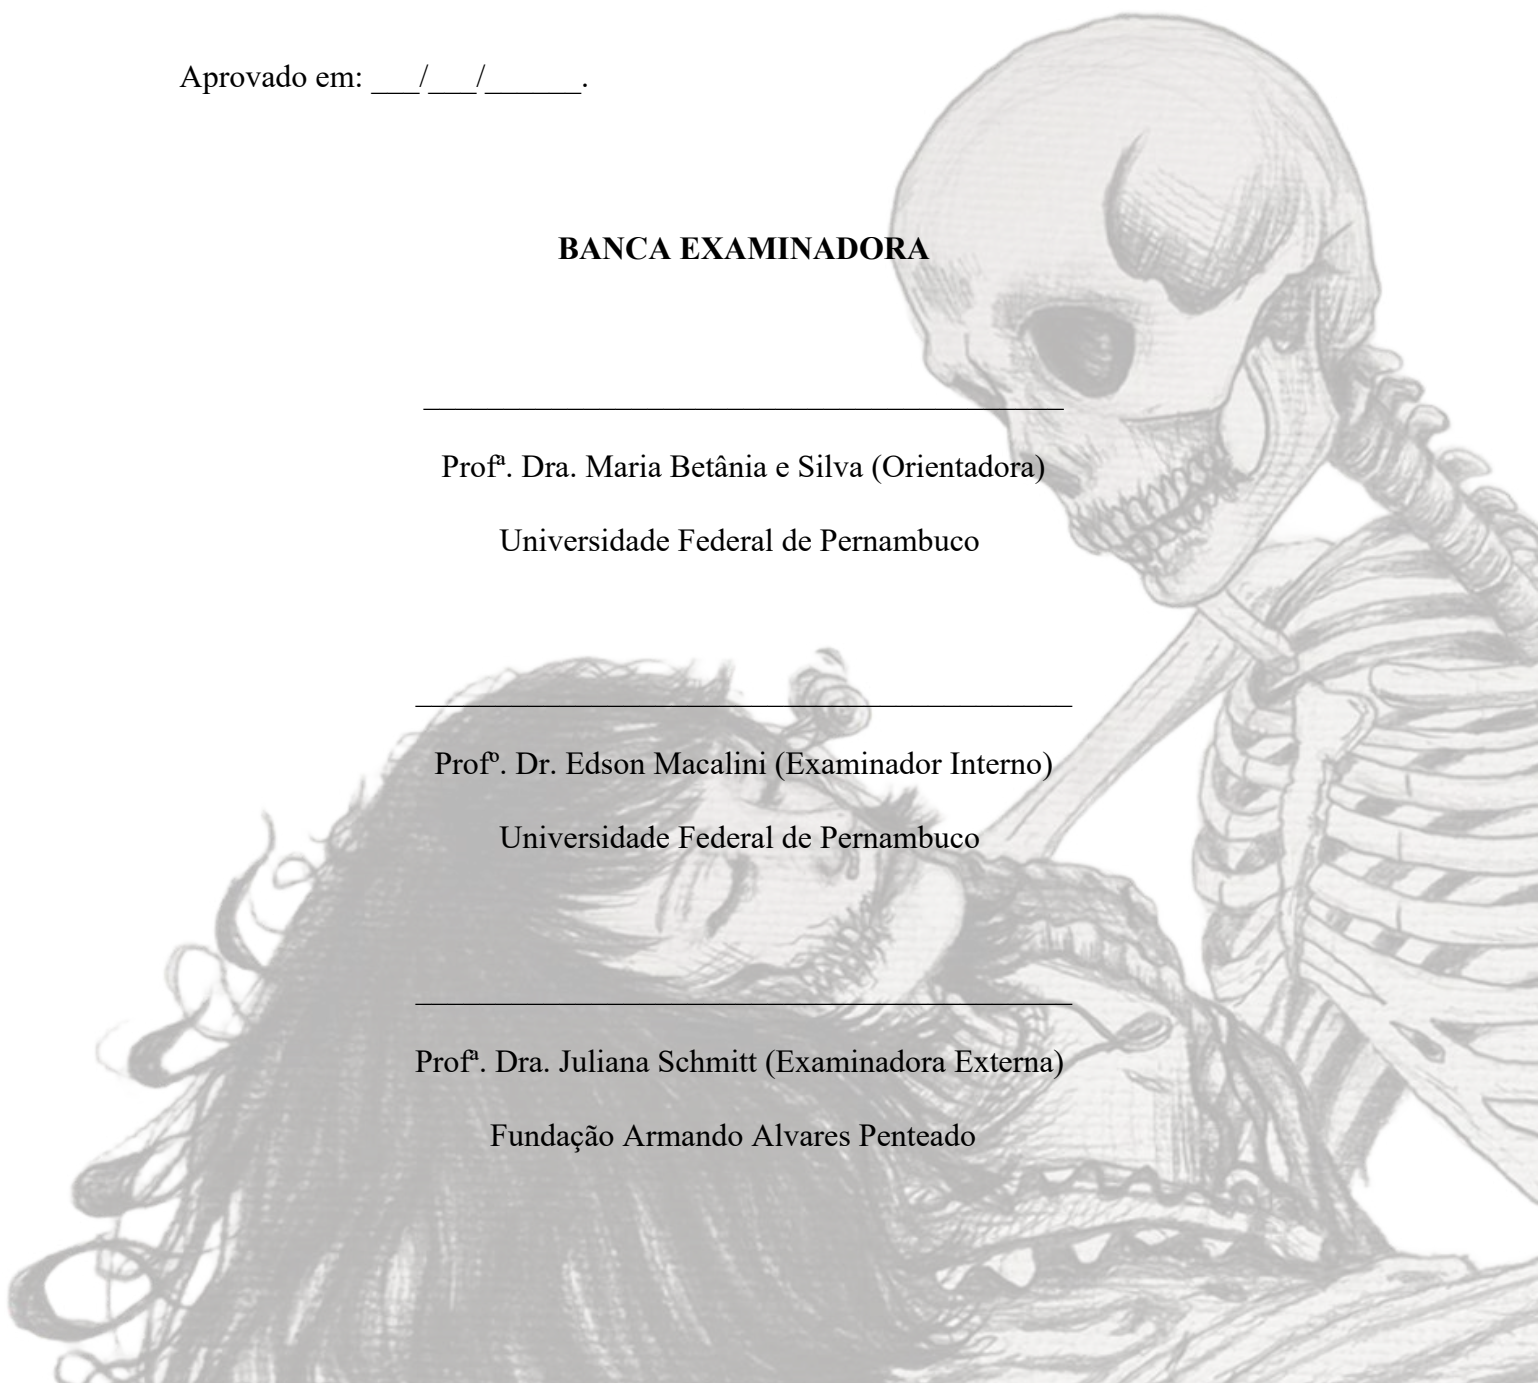 Aprovado em: ___/___/______.
BANCA EXAMINADORA
Profª. Dra. Maria Betânia e Silva (Orientadora)
Universidade Federal de Pernambuco
Profº. Dr. Edson Macalini (Examinador Interno)
Universidade Federal de Pernambuco
Profª. Dra. Juliana Schmitt (Examinadora Externa)
Fundação Armando Alvares Penteado